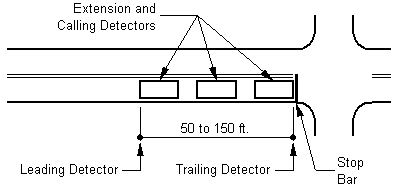 Extension and
Calling Detectors
50 to 150 ft.
Leading Detector
Trailing Detector
Stop
Bar